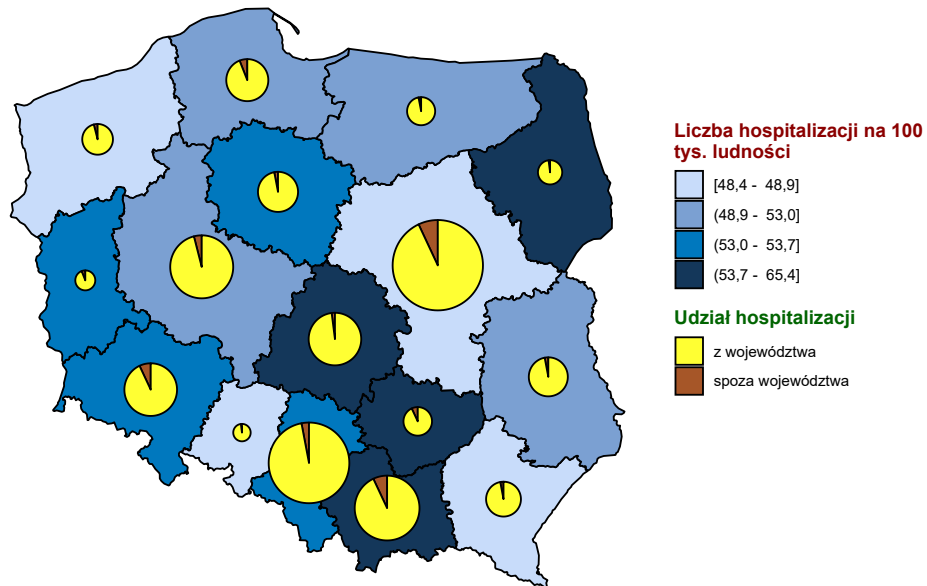 Liczba hospitalizacji na 100
tys. ludności
[48,4 - 48,9]
(48,9 - 53,0]
(53,0 - 53,7]
(53,7 - 65,4]
Udział hospitalizacji
z województwa
spoza województwa